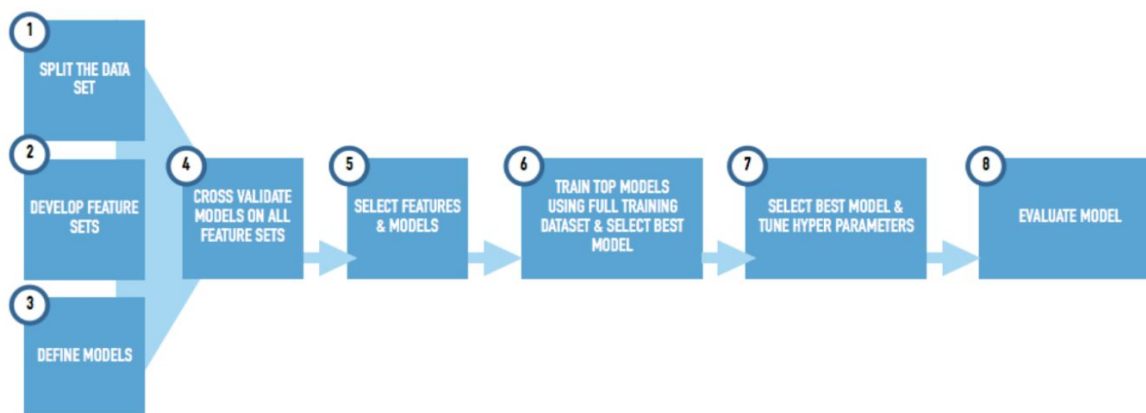 1
SPLIT THE DATA
SET
2
DEVELOP FEATURE
SETS
3
DEFINE MODELS
4
CROSS VALIDATE
MODELS ON ALL
FEATURE SETS
5
SELECT FEATURES
& MODELS
6
TRAIN TOP MODELS
USING FULL TRAINING
DATASET & SELECT BEST
MODEL
7
SELECT BEST MODEL &
TUNE HYPER PARAMETERS
8
EVALUATE MODEL